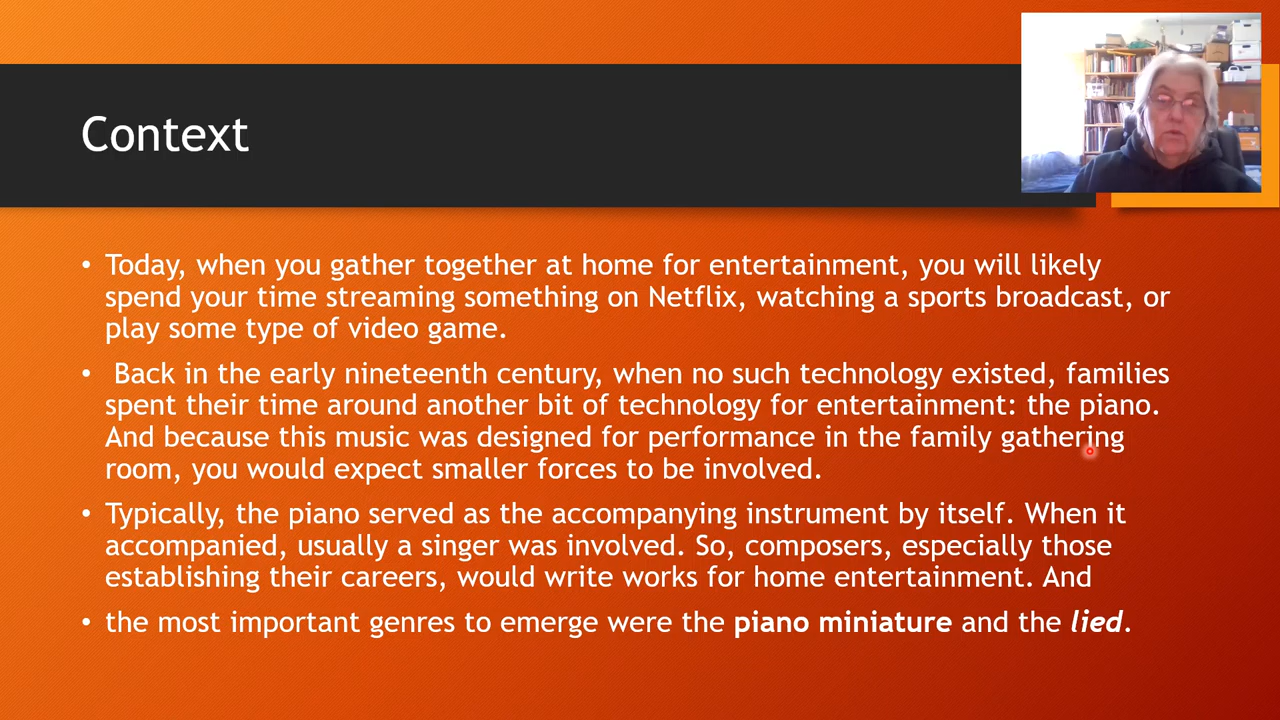 Context
• Today, when you gather together at home for entertainment, you will likely
spend your time streaming something on Netflix, watching a sports broadcast, or
play some type of video game.
• Back in the early nineteenth century, when no such technology existed, families
spent their time around another bit of technology for entertainment: the piano.
And because this music was designed for performance in the family gathering
room, you would expect smaller forces to be involved.
• Typically, the piano served as the accompanying instrument by itself. When it
accompanied, usually a singer was involved. So, composers, especially those
establishing their careers, would write works for home entertainment. And
• the most important genres to emerge were the piano miniature and the lied.